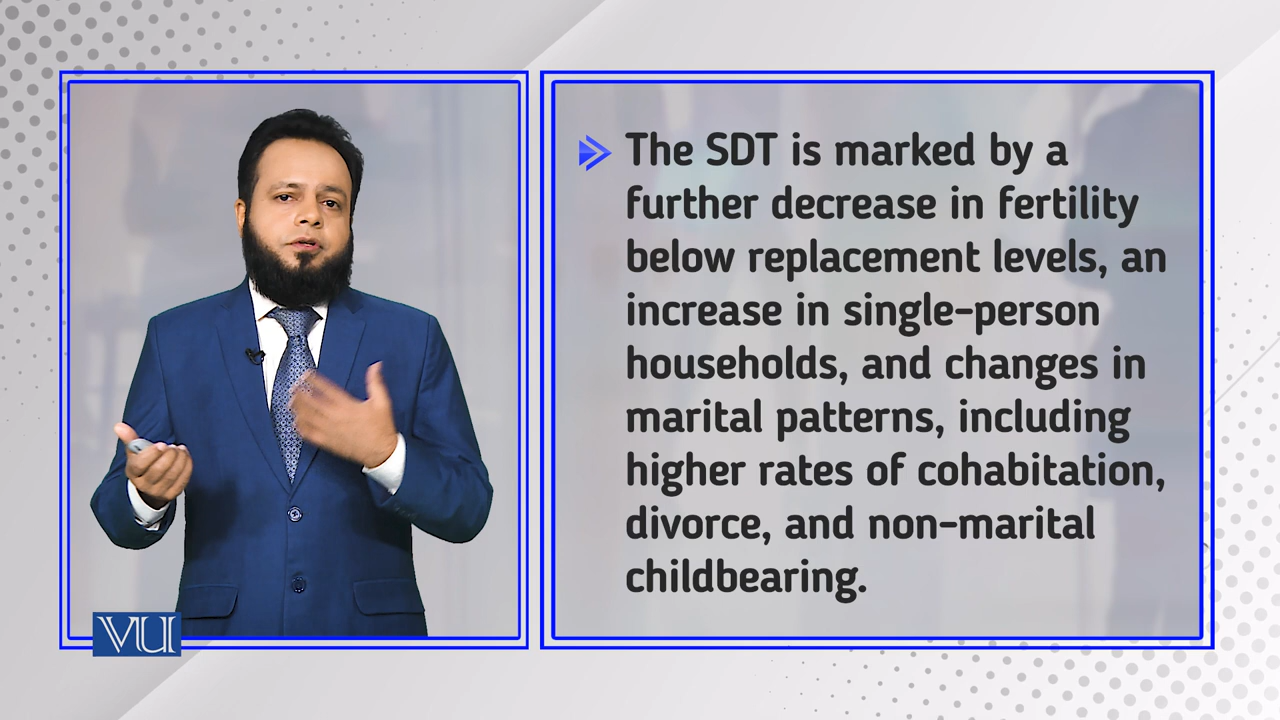 The SDT is marked by a
further decrease in fertility
below replacement levels, an
increase in single-person
households, and changes in
marital patterns, including
higher rates of cohabitation,
divorce, and non-marital
childbearing.
VU